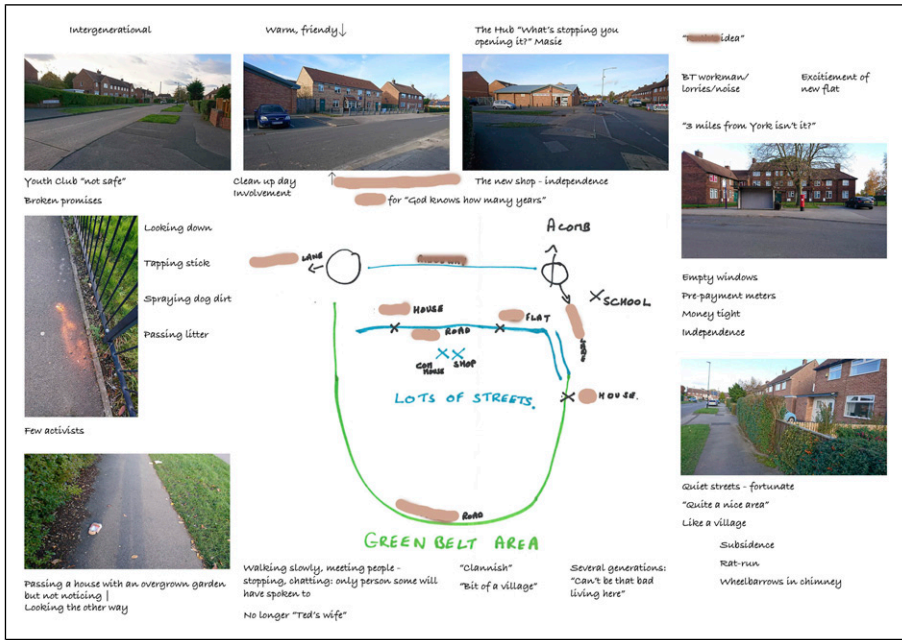 Intergenerational
Warm, friendly↓
The Hub "What's stopping you
opening it?" Masie
idea"
BT workman/
lorries/noise
Excitiement of
new flat
"3 miles from York isn't it?"
Youth Club "not safe"
Broken promises
Clean up day
Involvement
↑
The new shop - independence
for "God knows how many years"
Looking down
Tapping stick
Spraying dog dirt
Passing litter
ACOMB
LANE
SCHOOL
HOUSE
FLAT
ROAD
LANE
COM
HOUSE
SHOP
HOUSE.
LOTS OF STREETS.
ROAD
GREEN BELT AREA
Empty windows
Pre-payment meters
Money tight
Independence
Few activists
Quiet streets - fortunate
"Quite a nice area"
Like a village
Subsidence
Rat-run
Wheelbarrows in chimney
Passing a house with an overgrown garden
but not noticing |
Looking the other way
Walking slowly, meeting people -
stopping, chatting: only person some will
have spoken to
No longer "Ted's wife"
"Clannish"
"Bit of a village"
Several generations:
"Can't be that bad
living here"